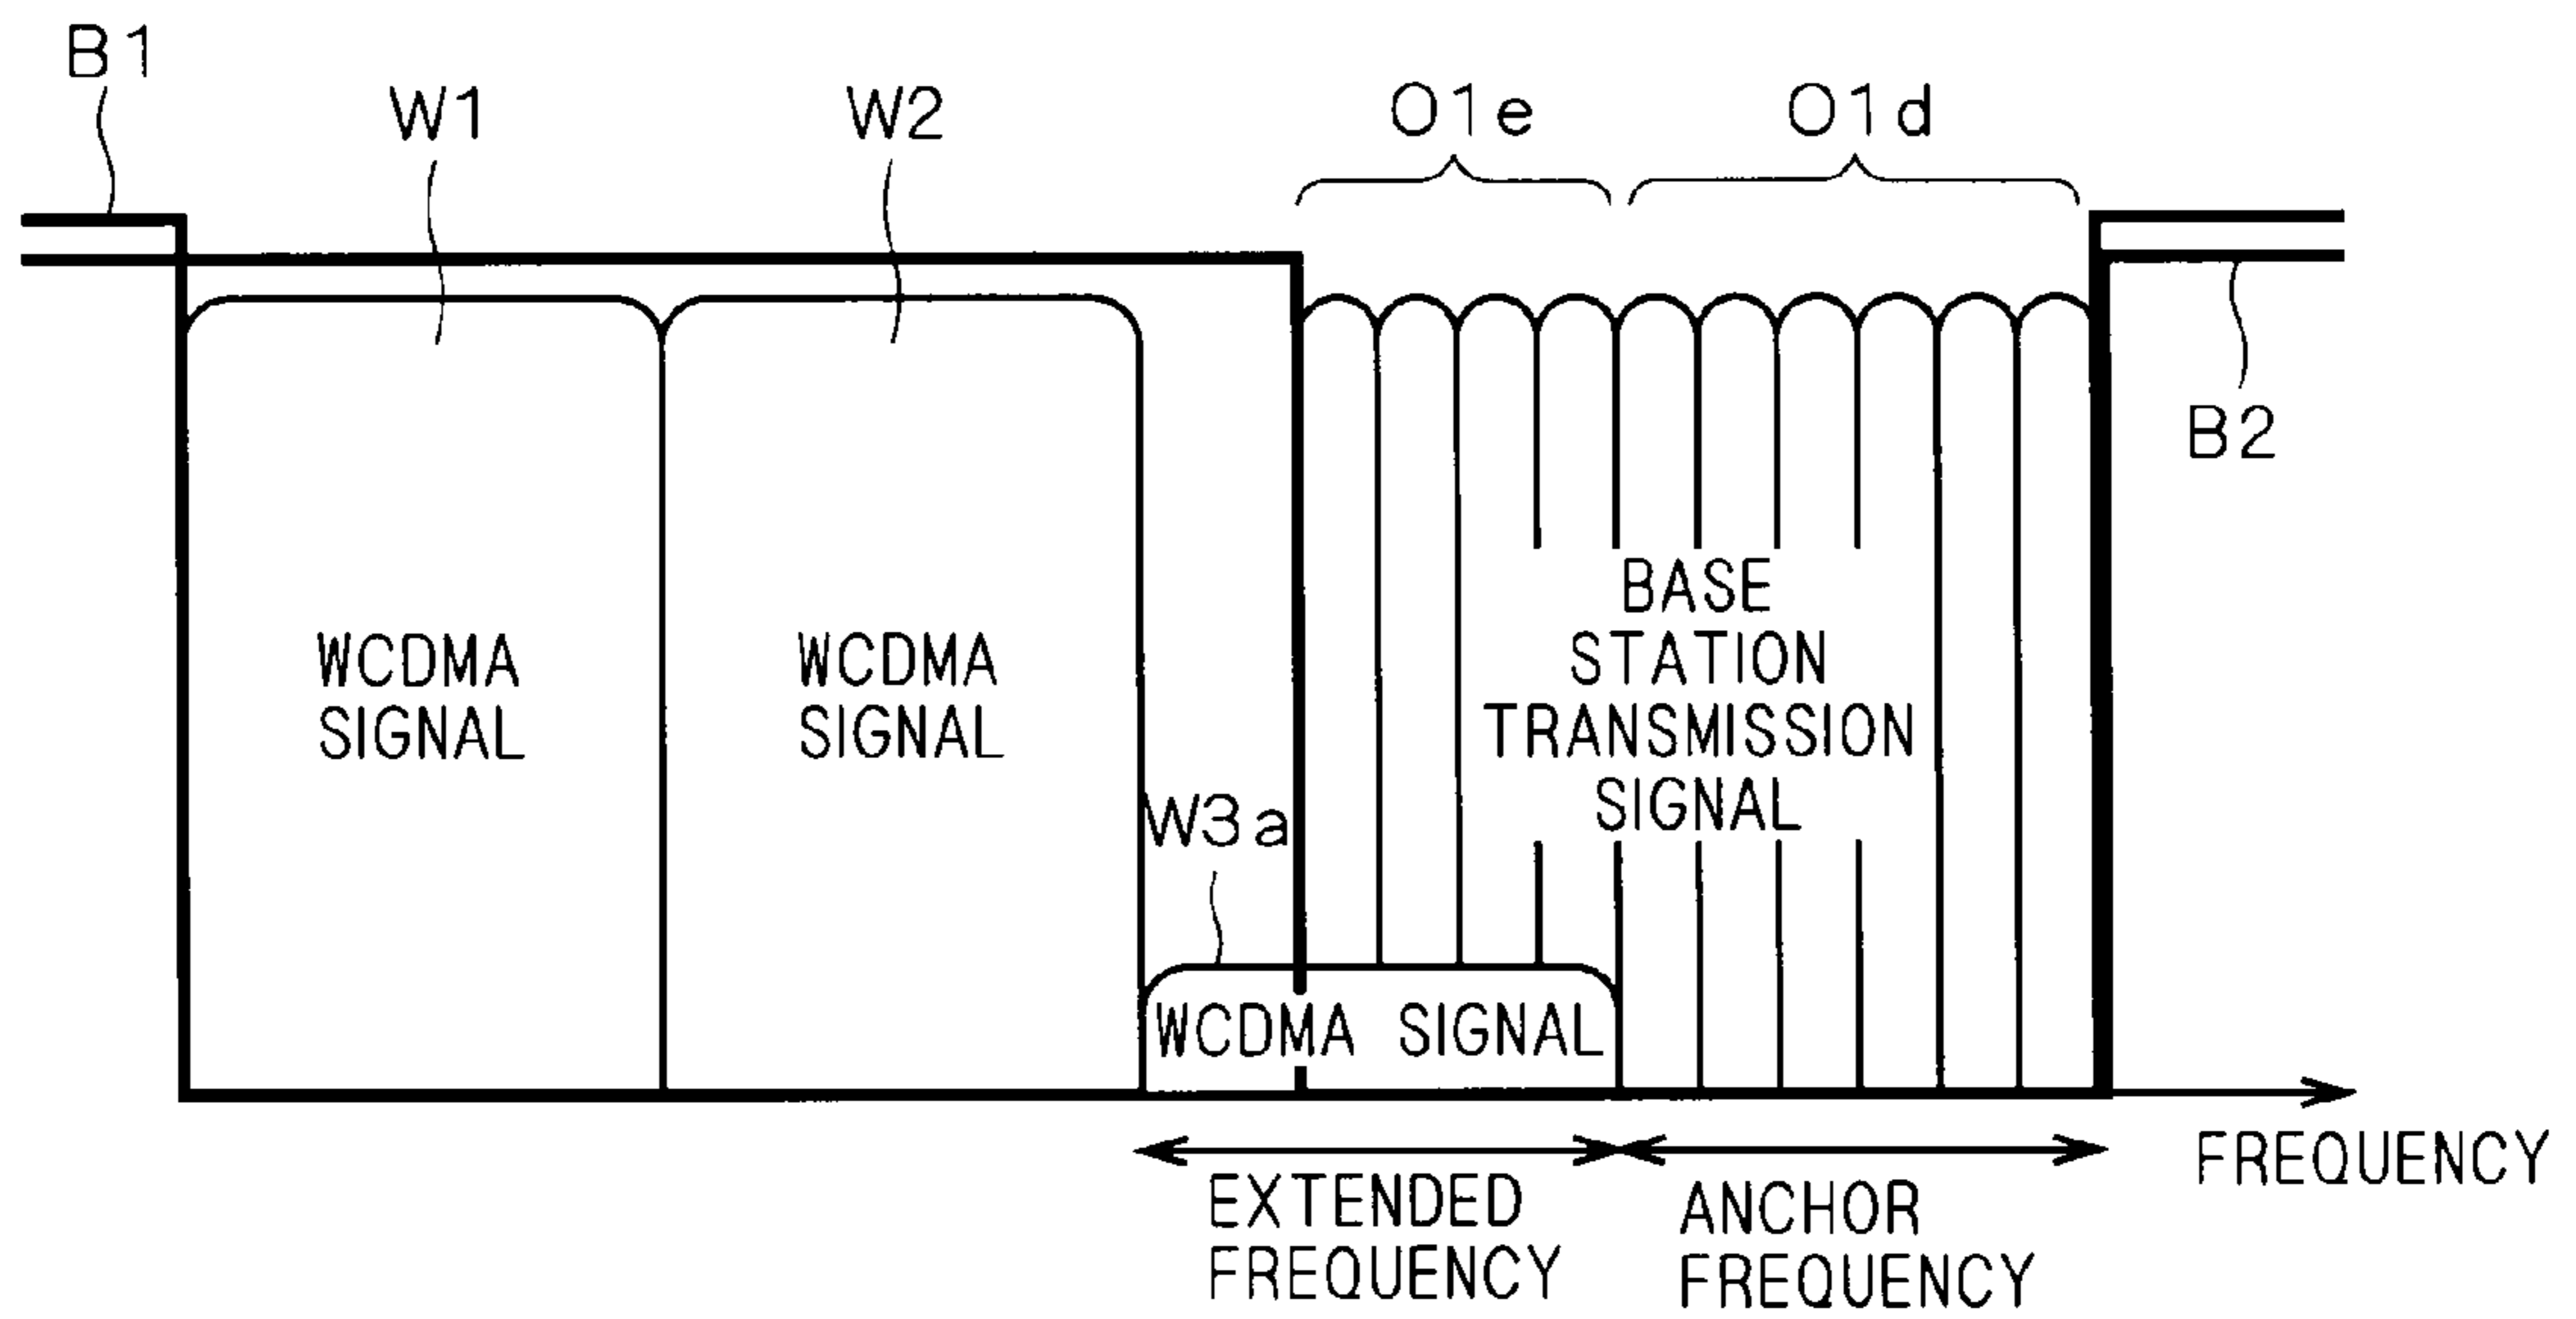 B1
W1
W2
O1e
O1d
B2
WCDMA
SIGNAL
WCDMA
SIGNAL
BASE
STATION
TRANSMISSION
SIGNAL
W3a
WCDMA SIGNAL
FREQUENCY
EXTENDED
FREQUENCY
ANCHOR
FREQUENCY